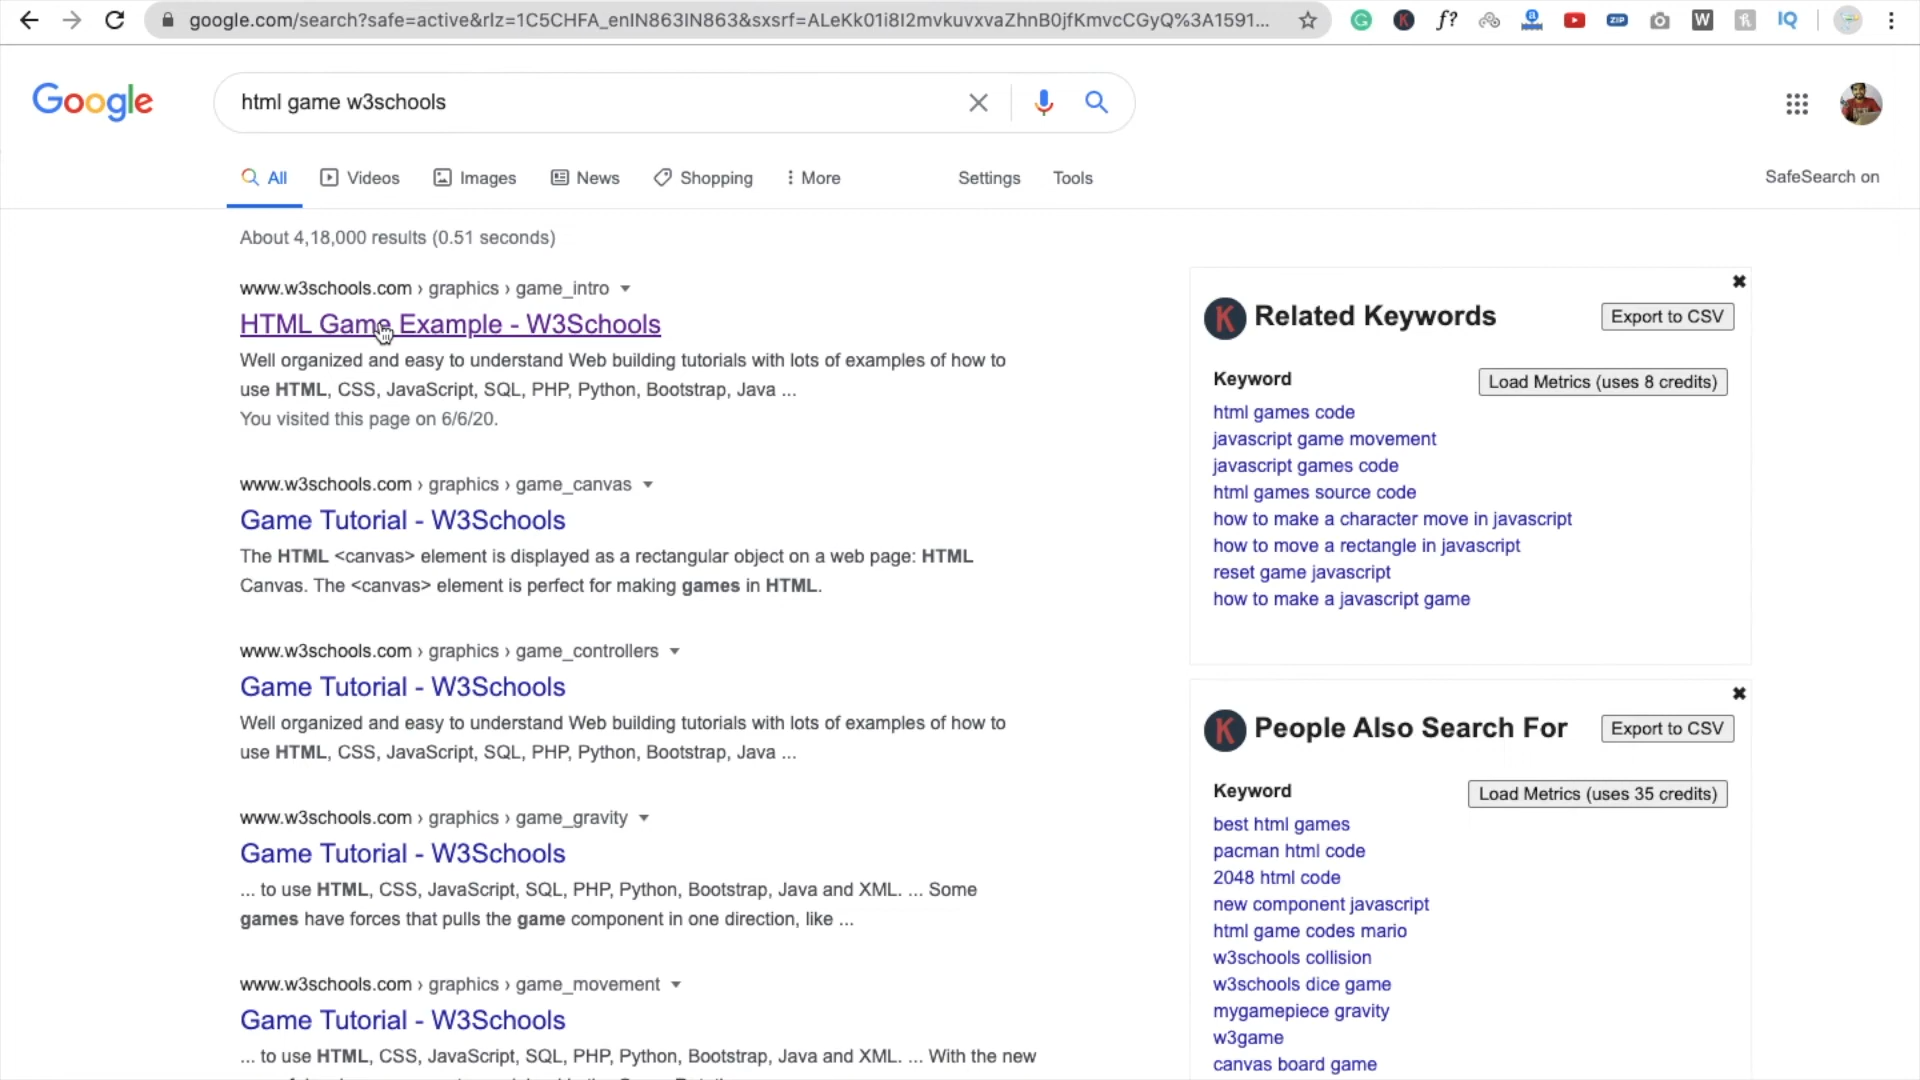 google.com/search?safe=active&rlz=1C5CHFA_enIN863IN863&sxsrf=ALeKk01i8I2mvkuvxvaZhnB0jfKmvcCGyQ%3A1591...
f?
a
ZIP
W
IQ
Google
html game w3schools
All
Videos
Images
News
Shopping
More
Settings
Tools
SafeSearch on
About 4,18,000 results (0.51 seconds)
www.w3schools.com › graphics › game_intro
HTML Game Example - W3Schools
Well organized and easy to understand Web building tutorials with lots of examples of how to
use HTML, CSS, JavaScript, SQL, PHP, Python, Bootstrap, Java ...
You visited this page on 6/6/20.
www.w3schools.com › graphics › game_canvas
Game Tutorial - W3Schools
The HTML <canvas> element is displayed as a rectangular object on a web page: HTML
Canvas. The <canvas> element is perfect for making games in HTML.
www.w3schools.com › graphics › game_controllers
Game Tutorial - W3Schools
Well organized and easy to understand Web building tutorials with lots of examples of how to
use HTML, CSS, JavaScript, SQL, PHP, Python, Bootstrap, Java ...
www.w3schools.com › graphics › game_gravity
Game Tutorial - W3Schools
... to use HTML, CSS, JavaScript, SQL, PHP, Python, Bootstrap, Java and XML. ... Some
games have forces that pulls the game component in one direction, like ...
www.w3schools.com › graphics › game_movement
Game Tutorial - W3Schools
... to use HTML, CSS, JavaScript, SQL, PHP, Python, Bootstrap, Java and XML. ... With the new
K Related Keywords
Export to CSV
Keyword
Load Metrics (uses 8 credits)
html games code
javascript game movement
javascript games code
html games source code
how to make a character move in javascript
how to move a rectangle in javascript
reset game javascript
how to make a javascript game
K People Also Search For
Export to CSV
Keyword
Load Metrics (uses 35 credits)
best html games
pacman html code
2048 html code
new component javascript
html game codes mario
w3schools collision
w3schools dice game
mygamepiece gravity
w3game
canvas board game